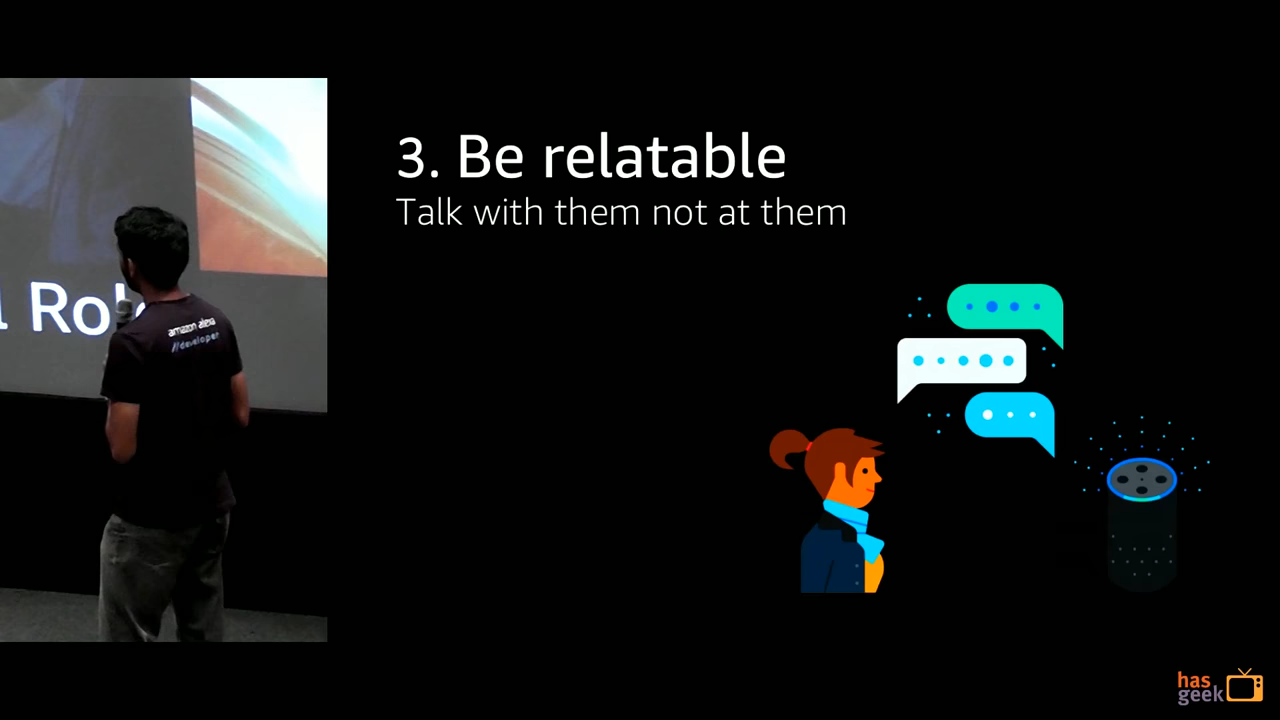 3. Be relatable
Talk with them not at them
amazon alexa
//developer
has
geek